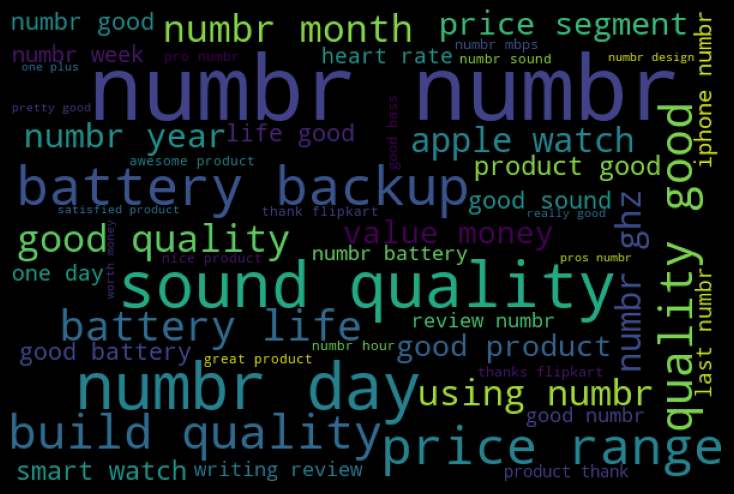 numbr good
numbr month
price segment
numbr week
pro numbr
heart rate
numbr mbps
numbr sound
numbr design
iphone numbr
one plus
numbr numbr
pretty good
good bass
numbr year
life good
apple watch
awesome product
product good
quality good
battery backup
good sound
satisfied product
thank flipkart
really good
numbr ghz
good quality
value money
worth money
nice product
numbr battery
pros numbr
one day
sound quality
last numbr
battery life
review numbr
good battery
great product
numbr hour
good product
thanks flipkart
numbr day
using numbr
good numbr
build quality
price range
smart watch
writing review
product thank